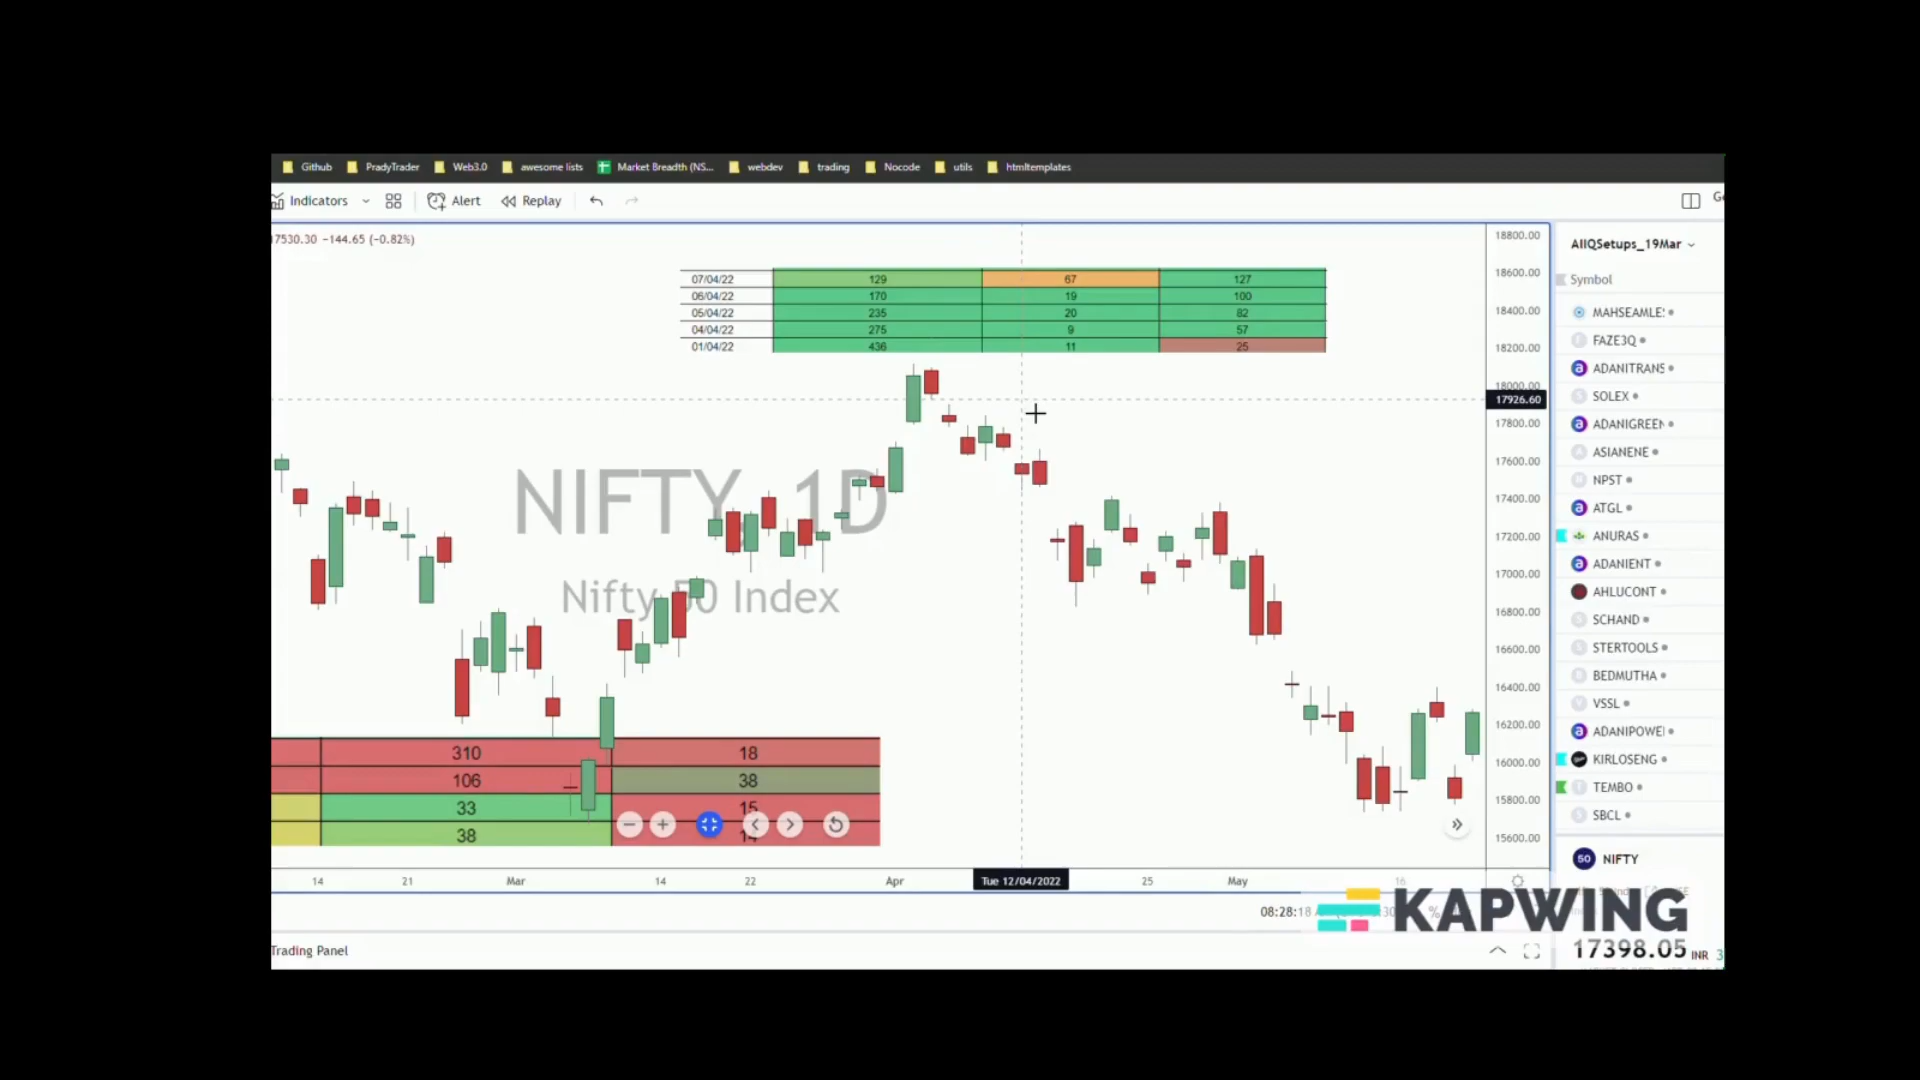 Github PradyTrader Web3.0 awesome lists Market Breadth (NS... webdev trading Nocode utils htmltemplates
Indicators Alert Replay
17530.30 −144.65 (−0.82%)
07/04/22 129 67 127
06/04/22 170 19 100
05/04/22 235 20 82
04/04/22 275 9 57
01/04/22 436 11 25
NIFTY, 1D
Nifty 50 Index
310 18
106 38
33 15
38 14
18800.00
18600.00
18400.00
18200.00
18000.00
17926.60
17800.00
17600.00
17400.00
17200.00
17000.00
16800.00
16600.00
16400.00
16200.00
16000.00
15800.00
15600.00
14 21 Mar 14 22 Apr Tue 12/04/2022 25 May 16
08:28:18
Trading Panel
AllQSetups_19Mar
Symbol
MAHSEAMLE
FAZE3Q
ADANITRANS
SOLEX
ADANIGREEN
ASIANENE
NPST
ATGL
ANURAS
ADANIENT
AHLUCONT
SCHAND
STERTOOLS
BEDMUTHA
VSSL
ADANIPOWE
KIRLOSENG
TEMBO
SBCL
50 NIFTY
KAPWING
17398.05 INR